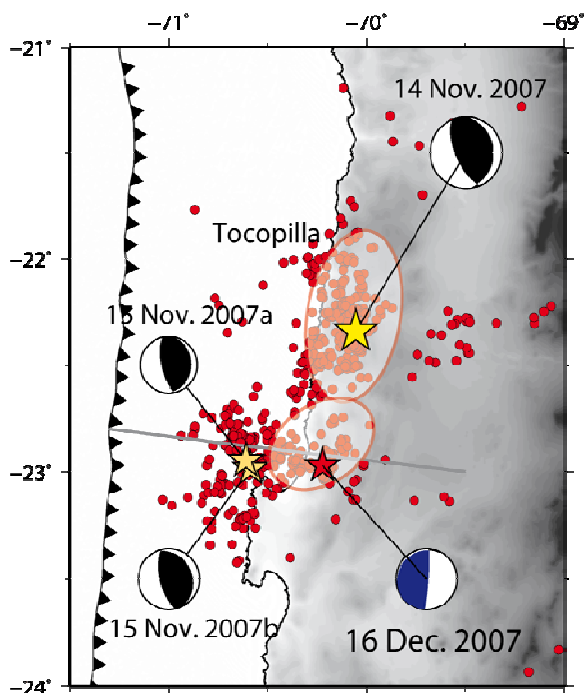 −71˚ −70˚ −69˚
−21˚
14 Nov. 2007
Tocopilla
−22˚
15 Nov. 2007a
−23˚
15 Nov. 2007b
16 Dec. 2007
−24˚